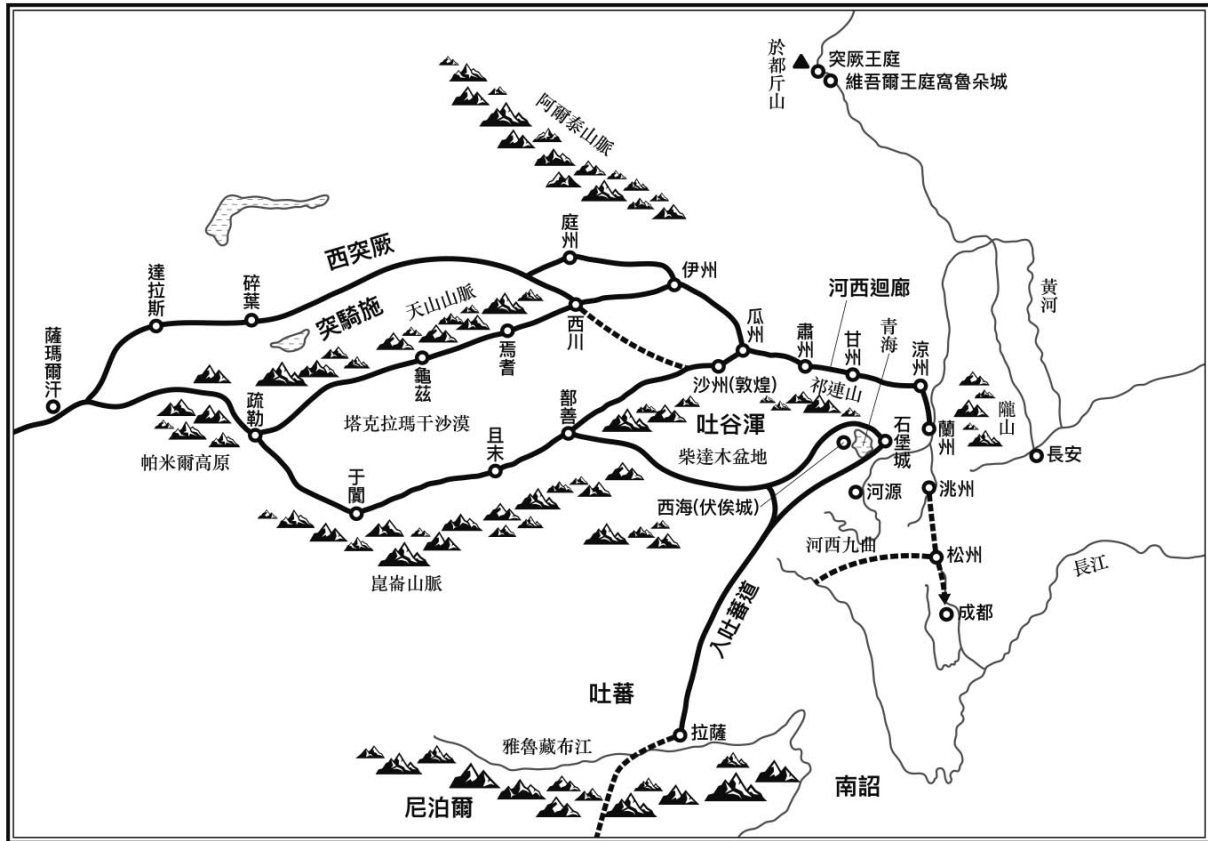 於都斤山
突厥王庭
維吾爾王庭窩魯朵城
阿爾泰山脈
西突厥
庭州
伊州
達拉斯
碎葉
突騎施
天山山脈
河西迴廊
黃河
薩瑪爾汗
焉耆
西川
瓜州
肅州
甘州
青海
涼州
龜茲
沙州(敦煌)
祁連山
疏勒
塔克拉瑪干沙漠
鄯善
吐谷渾
石堡城
蘭州
隴山
長安
帕米爾高原
且末
柴達木盆地
于闐
西海(伏俟城)
河源
洮州
河西九曲
松州
長江
崑崙山脈
成都
入吐蕃道
吐蕃
拉薩
雅魯藏布江
尼泊爾
南詔